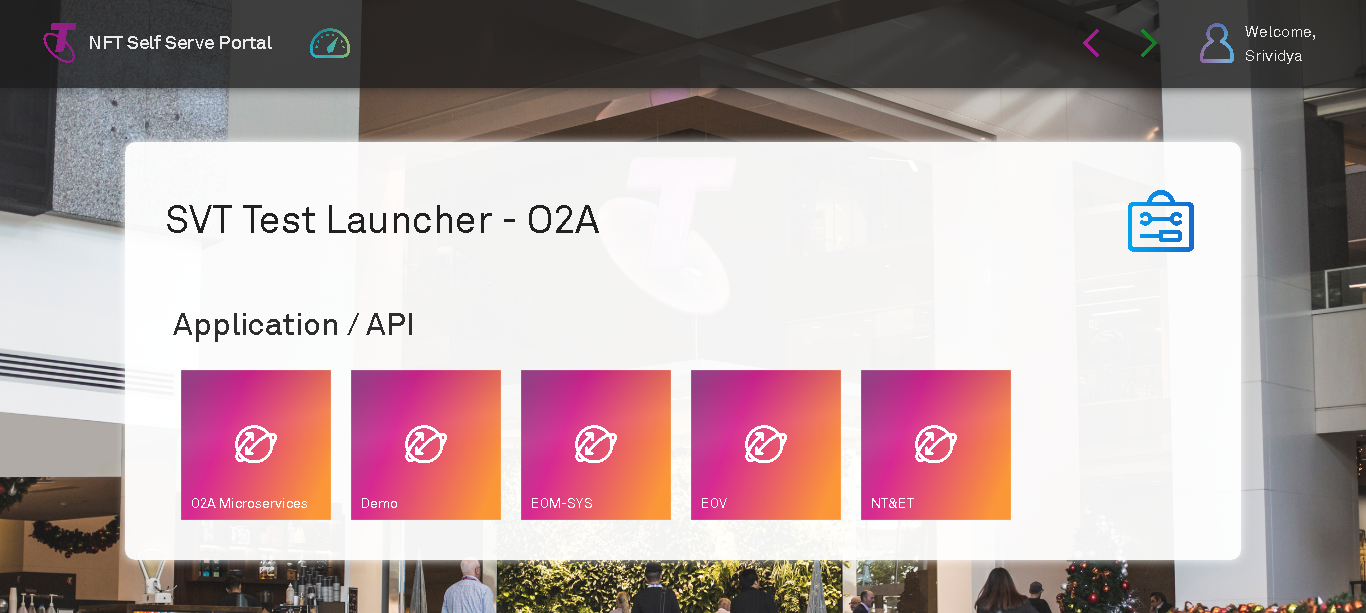 NFT Self Serve Portal
Welcome,
Srividya
SVT Test Launcher - O2A
Application / API
O2A Microservices
Demo
EOM-SYS
EOV
NT&ET